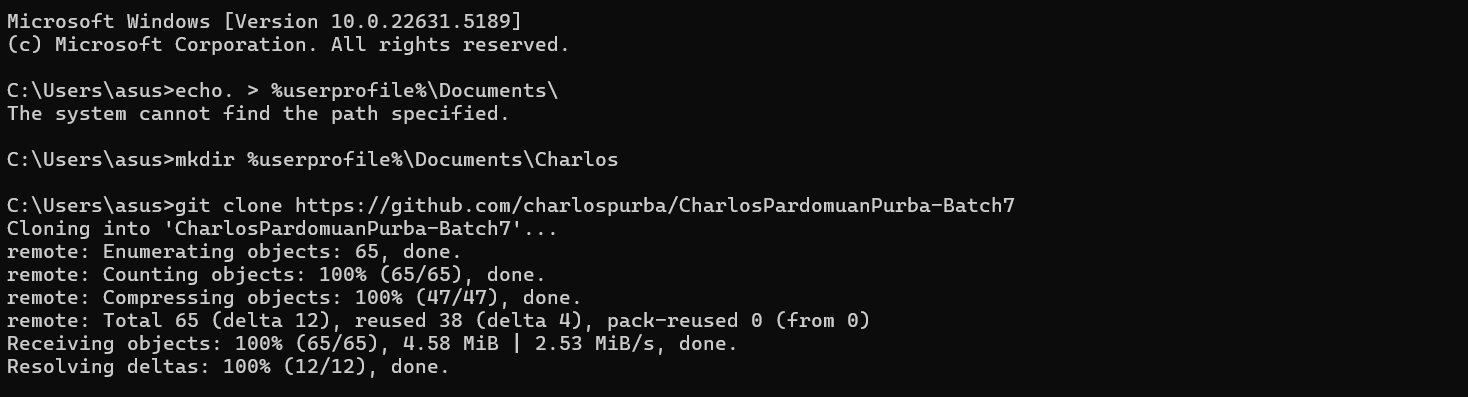 Microsoft Windows [Version 10.0.22631.5189]
(c) Microsoft Corporation. All rights reserved.
C:\Users\asus>echo. > %userprofile%\Documents\
The system cannot find the path specified.
C:\Users\asus>mkdir %userprofile%\Documents\Charlos
C:\Users\asus>git clone https://github.com/charlospurba/CharlosPardomuanPurba-Batch7
Cloning into 'CharlosPardomuanPurba-Batch7'...
remote: Enumerating objects: 65, done.
remote: Counting objects: 100% (65/65), done.
remote: Compressing objects: 100% (47/47), done.
remote: Total 65 (delta 12), reused 38 (delta 4), pack-reused 0 (from 0)
Receiving objects: 100% (65/65), 4.58 MiB | 2.53 MiB/s, done.
Resolving deltas: 100% (12/12), done.